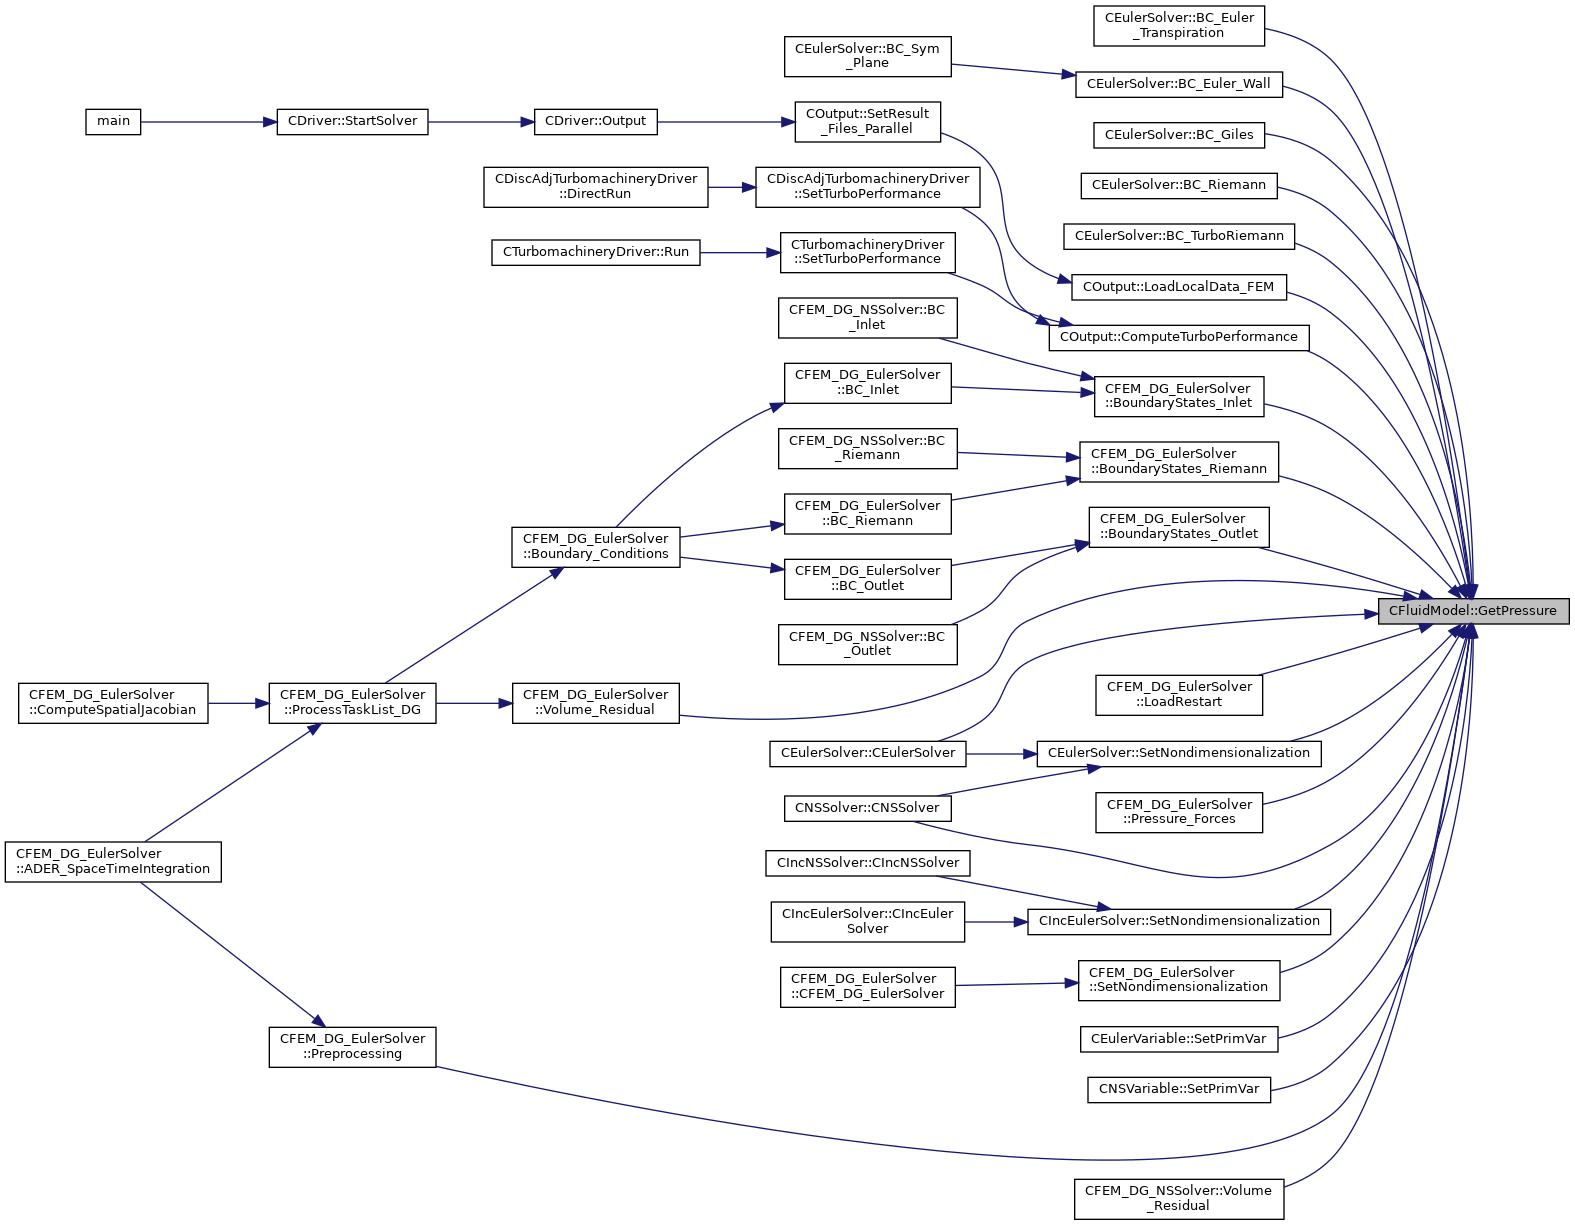 CEulerSolver::BC_Euler
_Transpiration
CEulerSolver::BC_Sym
_Plane
CEulerSolver::BC_Euler_Wall
main
CDriver::StartSolver
CDriver::Output
COutput::SetResult
_Files_Parallel
CEulerSolver::BC_Giles
CDiscAdjTurbomachineryDriver
::DirectRun
CDiscAdjTurbomachineryDriver
::SetTurboPerformance
CEulerSolver::BC_Riemann
CTurbomachineryDriver::Run
CTurbomachineryDriver
::SetTurboPerformance
CEulerSolver::BC_TurboRiemann
COutput::LoadLocalData_FEM
CFEM_DG_NSSolver::BC
_Inlet
COutput::ComputeTurboPerformance
CFEM_DG_EulerSolver
::BC_Inlet
CFEM_DG_EulerSolver
::BoundaryStates_Inlet
CFEM_DG_NSSolver::BC
_Riemann
CFEM_DG_EulerSolver
::BoundaryStates_Riemann
CFEM_DG_EulerSolver
::BC_Riemann
CFEM_DG_EulerSolver
::BoundaryStates_Outlet
CFEM_DG_EulerSolver
::Boundary_Conditions
CFEM_DG_EulerSolver
::BC_Outlet
CFluidModel::GetPressure
CFEM_DG_NSSolver::BC
_Outlet
CFEM_DG_EulerSolver
::ComputeSpatialJacobian
CFEM_DG_EulerSolver
::ProcessTaskList_DG
CFEM_DG_EulerSolver
::Volume_Residual
CFEM_DG_EulerSolver
::LoadRestart
CEulerSolver::CEulerSolver
CEulerSolver::SetNondimensionalization
CNSSolver::CNSSolver
CFEM_DG_EulerSolver
::Pressure_Forces
CFEM_DG_EulerSolver
::ADER_SpaceTimeIntegration
CIncNSSolver::CIncNSSolver
CIncEulerSolver::CIncEuler
Solver
CIncEulerSolver::SetNondimensionalization
CFEM_DG_EulerSolver
::CFEM_DG_EulerSolver
CFEM_DG_EulerSolver
::SetNondimensionalization
CFEM_DG_EulerSolver
::Preprocessing
CEulerVariable::SetPrimVar
CNSVariable::SetPrimVar
CFEM_DG_NSSolver::Volume
_Residual